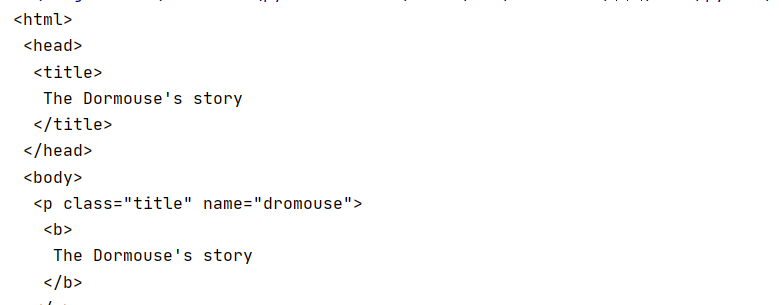 <html>
 <head>
  <title>
   The Dormouse's story
  </title>
 </head>
 <body>
  <p class="title" name="dromouse">
   <b>
    The Dormouse's story
   </b>